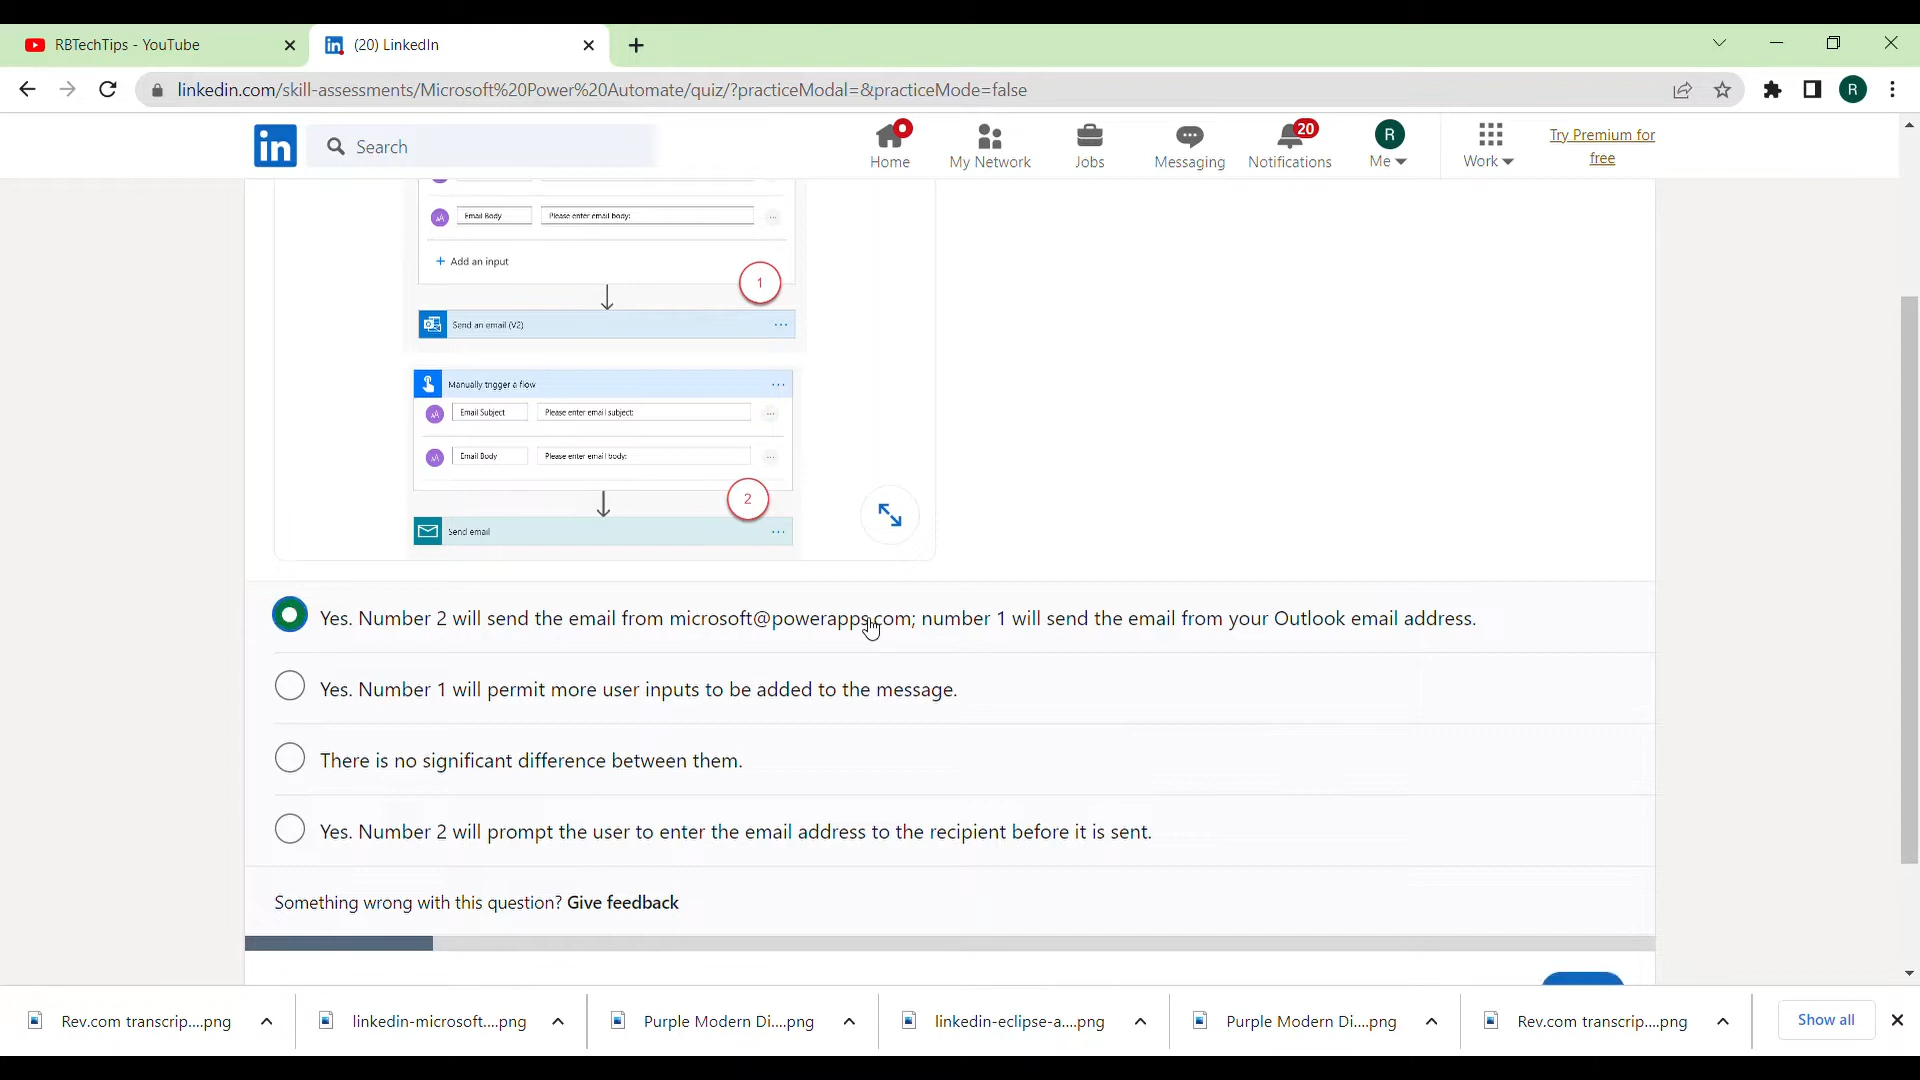 RBTechTips - YouTube
(20) LinkedIn
linkedin.com/skill-assessments/Microsoft%20Power%20Automate/quiz/?practiceModal=&practiceMode=false
R
in
Search
Home
My Network
Jobs
Messaging
20
Notifications
R
Me
Work
Try Premium for
free
AA Email Body Please enter email body: ...
+ Add an input
1
Send an email (V2) ...
Manually trigger a flow ...
AA Email Subject Please enter email subject: ...
AA Email Body Please enter email body: ...
2
Send email ...
Yes. Number 2 will send the email from microsoft@powerapps.com; number 1 will send the email from your Outlook email address.
Yes. Number 1 will permit more user inputs to be added to the message.
There is no significant difference between them.
Yes. Number 2 will prompt the user to enter the email address to the recipient before it is sent.
Something wrong with this question? Give feedback
Rev.com transcrip....png
linkedin-microsoft....png
Purple Modern Di....png
linkedin-eclipse-a....png
Purple Modern Di....png
Rev.com transcrip....png
Show all